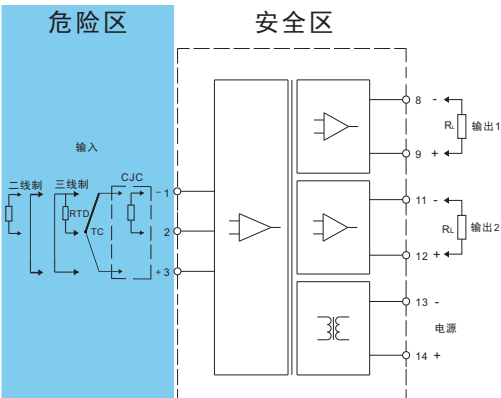 危险区
安全区
输入
二线制
三线制
CJC
RTD
TC
－1
2
+3
8 -
RL
输出1
9 +
11 -
RL
输出2
12 +
13 -
电源
14 +